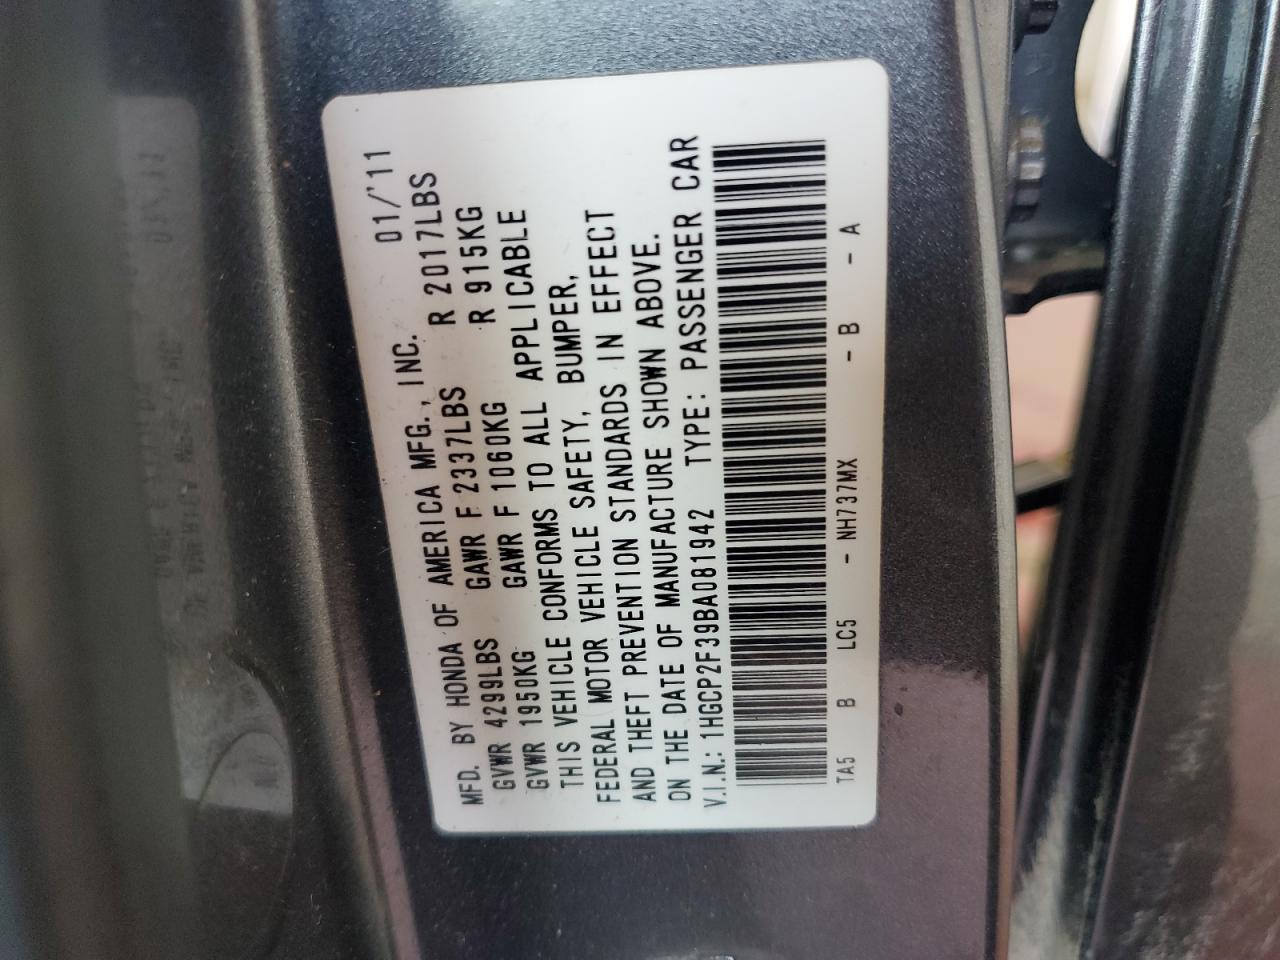 01/'11
MFD. BY HONDA OF AMERICA MFG., INC.
GVWR 4299LBS GAWR F 2337LBS R 2017LBS
GVWR 1950KG GAWR F 1060KG R 915KG
THIS VEHICLE CONFORMS TO ALL APPLICABLE
FEDERAL MOTOR VEHICLE SAFETY, BUMPER,
AND THEFT PREVENTION STANDARDS IN EFFECT
ON THE DATE OF MANUFACTURE SHOWN ABOVE.
V.I.N.: 1HGCP2F39BA081942 TYPE: PASSENGER CAR
TA5 B LC5 - NH737MX - B - A